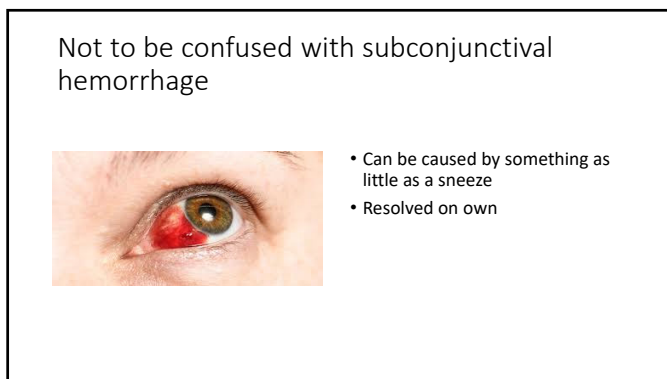 Not to be confused with subconjunctival
hemorrhage
• Can be caused by something as
little as a sneeze
• Resolved on own